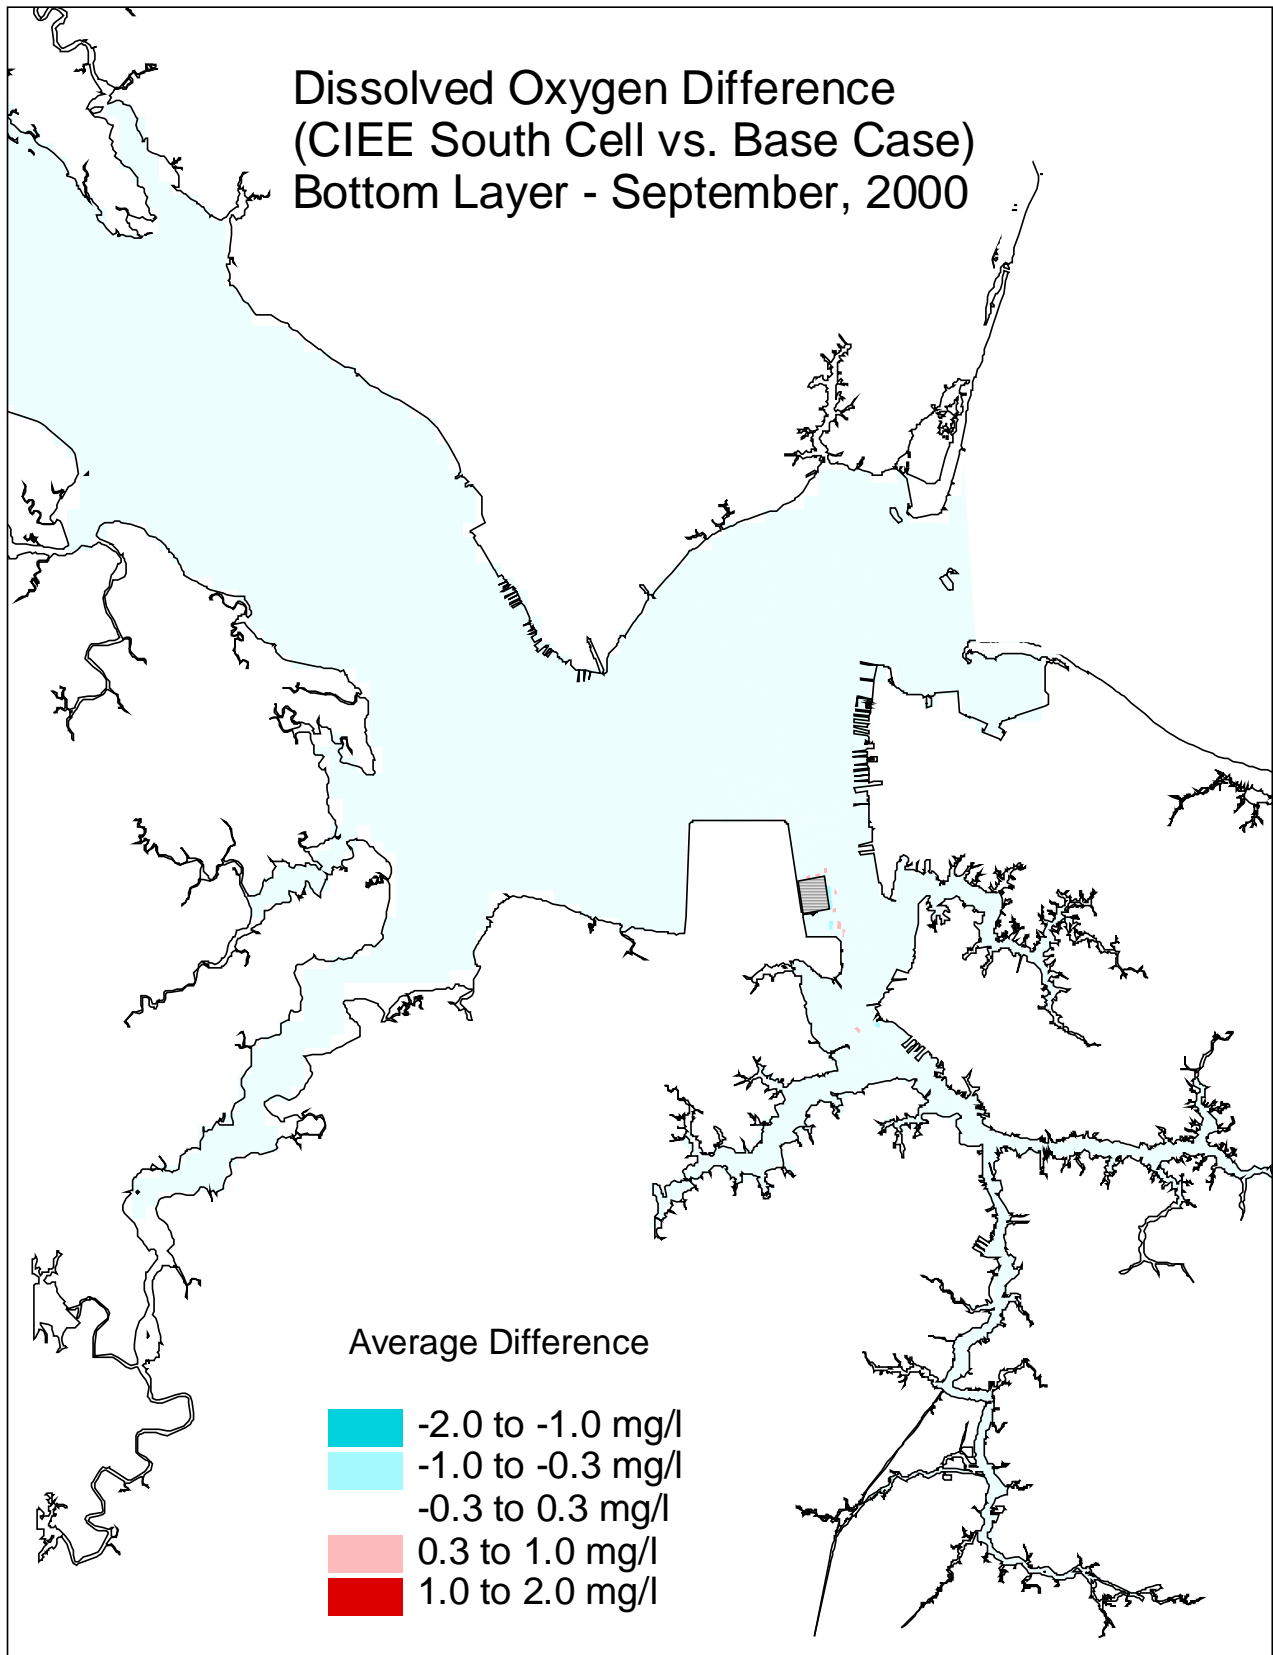 Dissolved Oxygen Difference
(CIEE South Cell vs. Base Case)
Bottom Layer - September, 2000
Average Difference
-2.0 to -1.0 mg/l
-1.0 to -0.3 mg/l
-0.3 to 0.3 mg/l
0.3 to 1.0 mg/l
1.0 to 2.0 mg/l